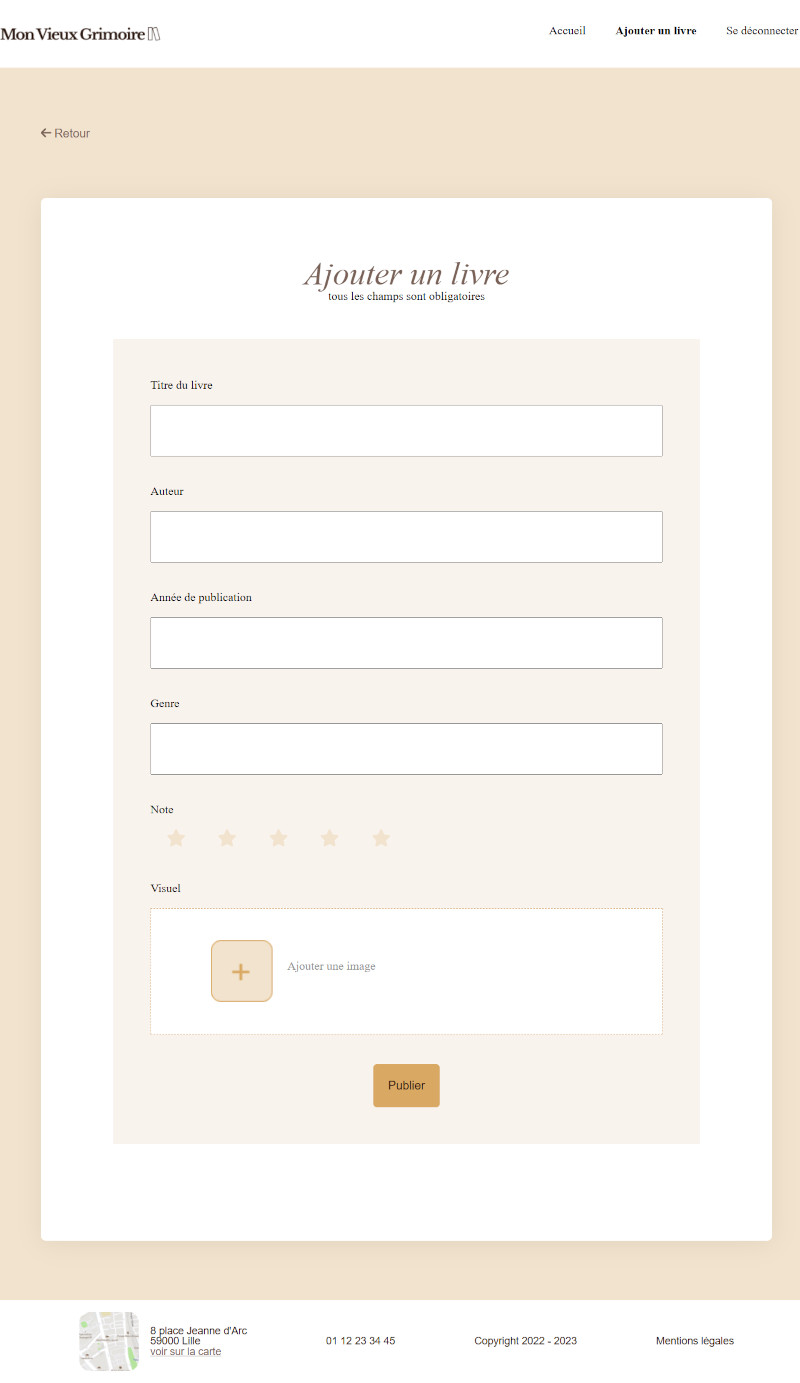 Mon Vieux Grimoire
Accueil
Ajouter un livre
Se déconnecter
Retour
Ajouter un livre
tous les champs sont obligatoires
Titre du livre
Auteur
Année de publication
Genre
Note
Visuel
Ajouter une image
Publier
8 place Jeanne d'Arc
59000 Lille
voir sur la carte
01 12 23 34 45
Copyright 2022 - 2023
Mentions légales